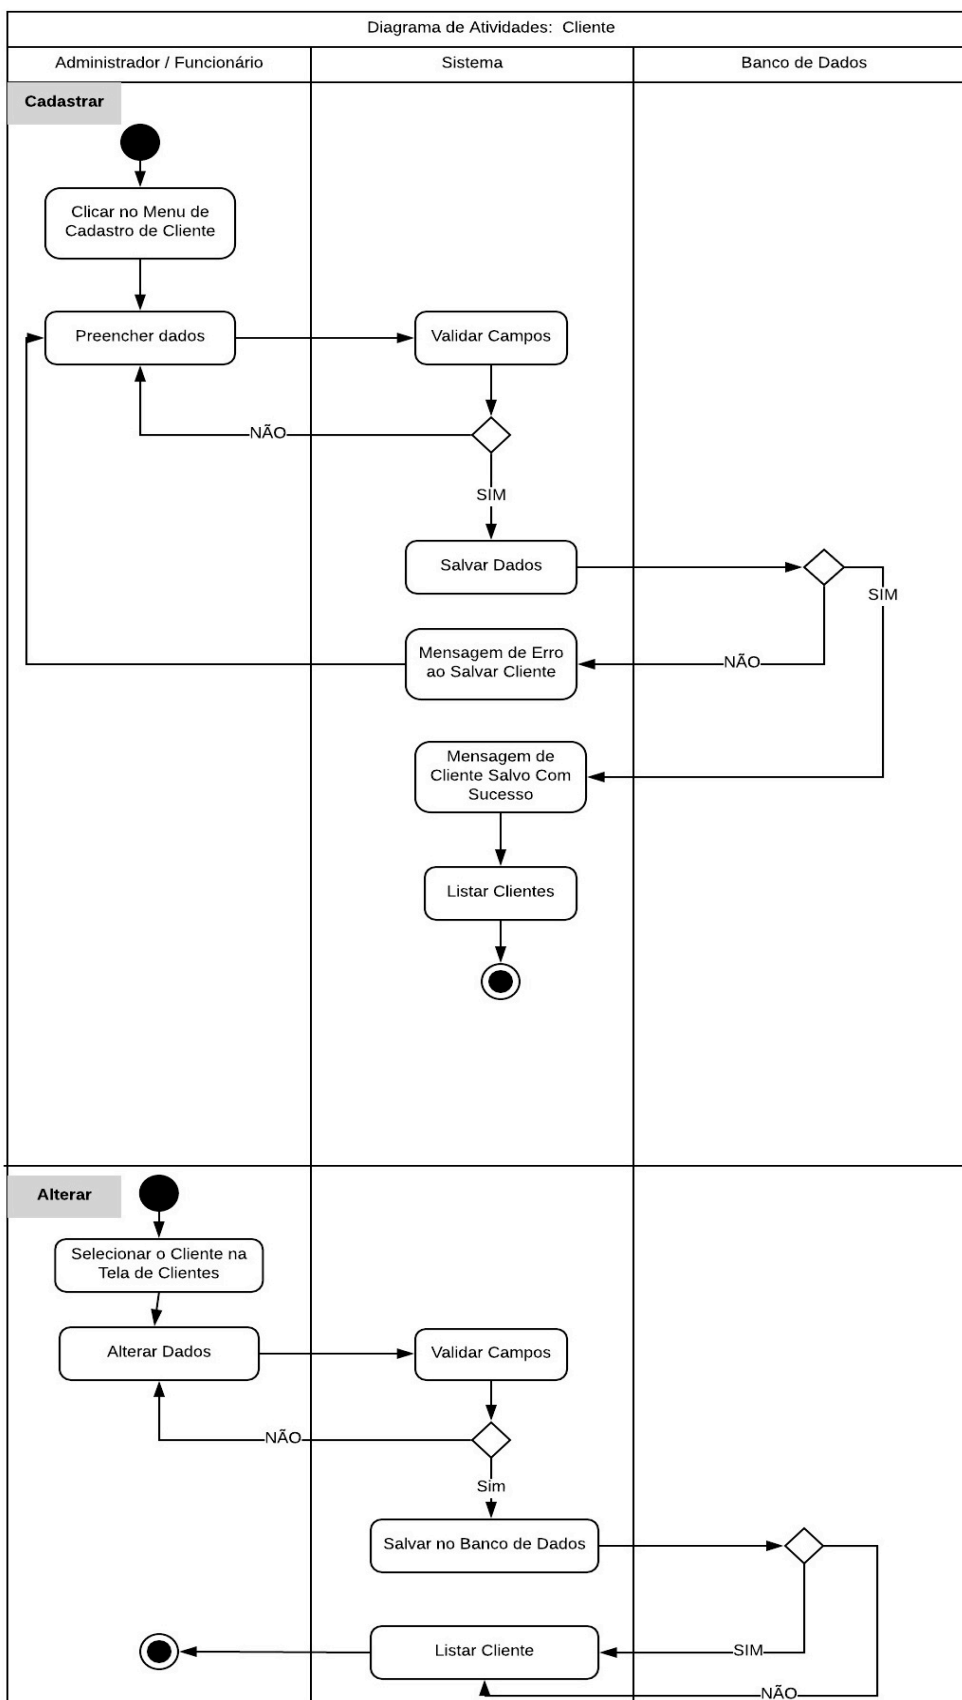 Diagrama de Atividades:  Cliente
Administrador / Funcionário
Sistema
Banco de Dados
Cadastrar
Clicar no Menu de
Cadastro de Cliente
Preencher dados
Validar Campos
NÃO
SIM
Salvar Dados
SIM
Mensagem de Erro
ao Salvar Cliente
NÃO
Mensagem de
Cliente Salvo Com
Sucesso
Listar Clientes
Alterar
Selecionar o Cliente na
Tela de Clientes
Alterar Dados
Validar Campos
NÃO
Sim
Salvar no Banco de Dados
Listar Cliente
SIM
NÃO